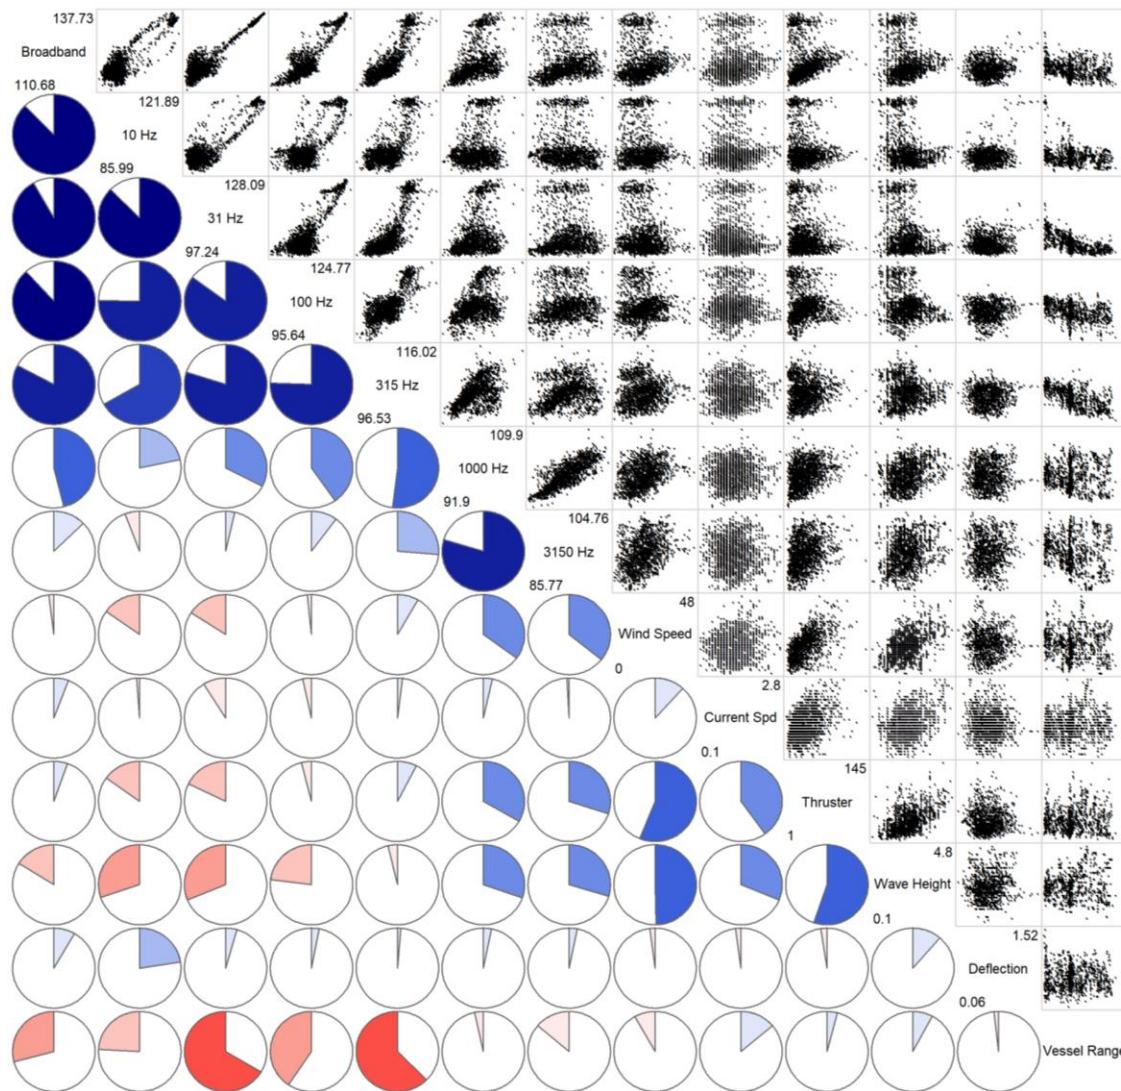 137.73
Broadband
110.68
121.89
10 Hz
85.99
128.09
31 Hz
97.24
124.77
100 Hz
95.64
116.02
315 Hz
96.53
109.9
1000 Hz
91.9
104.76
3150 Hz
85.77
48
Wind Speed
0
2.8
Current Spd
0.1
145
Thruster
1
4.8
Wave Height
0.1
1.52
Deflection
0.06
Vessel Range